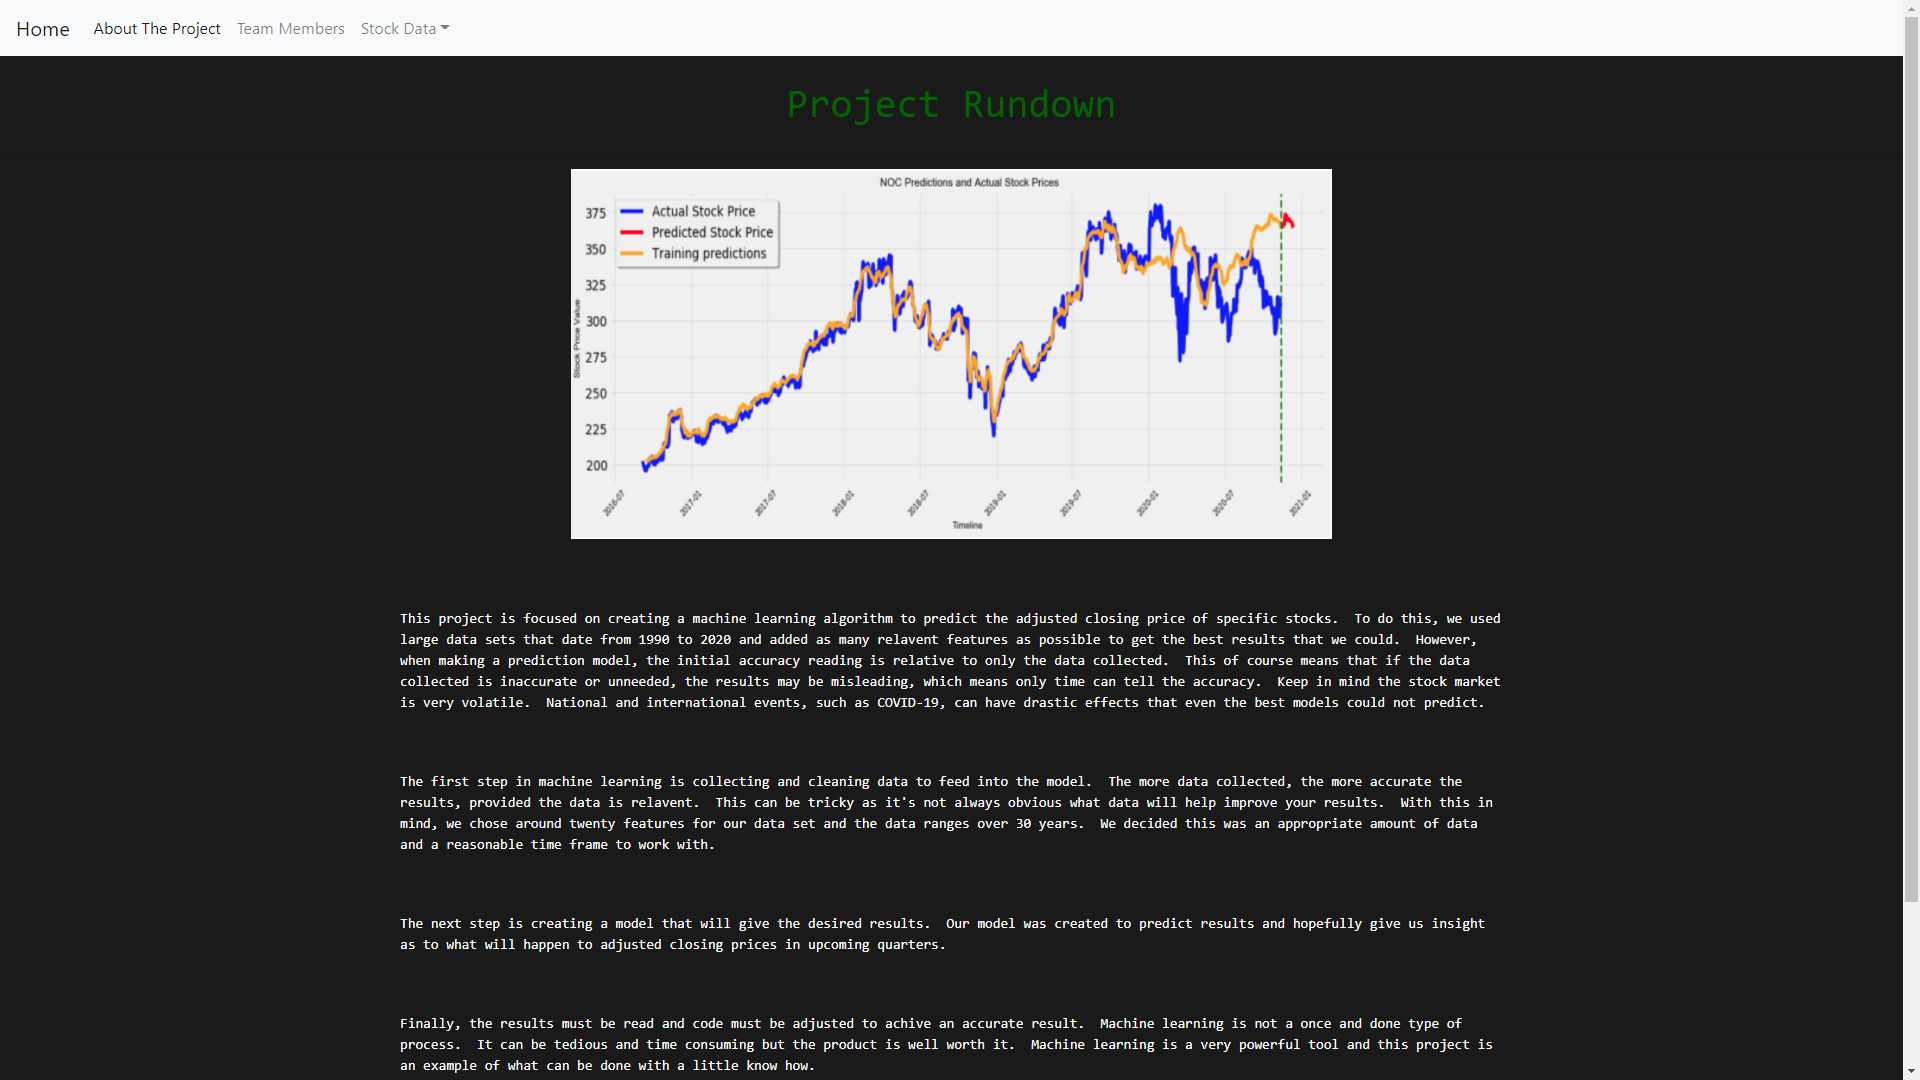 Home About The Project Team Members Stock Data
Project Rundown
NOC Predictions and Actual Stock Prices
Actual Stock Price
Predicted Stock Price
Training predictions
375
350
325
300
275
250
225
200
Stock Price Value
2016-07 2017-01 2017-07 2018-01 2018-07 2019-01 2019-07 2020-01 2020-07 2021-01
Timeline
This project is focused on creating a machine learning algorithm to predict the adjusted closing price of specific stocks.  To do this, we used
large data sets that date from 1990 to 2020 and added as many relavent features as possible to get the best results that we could.  However,
when making a prediction model, the initial accuracy reading is relative to only the data collected.  This of course means that if the data
collected is inaccurate or unneeded, the results may be misleading, which means only time can tell the accuracy.  Keep in mind the stock market
is very volatile.  National and international events, such as COVID-19, can have drastic effects that even the best models could not predict.
The first step in machine learning is collecting and cleaning data to feed into the model.  The more data collected, the more accurate the
results, provided the data is relavent.  This can be tricky as it's not always obvious what data will help improve your results.  With this in
mind, we chose around twenty features for our data set and the data ranges over 30 years.  We decided this was an appropriate amount of data
and a reasonable time frame to work with.
The next step is creating a model that will give the desired results.  Our model was created to predict results and hopefully give us insight
as to what will happen to adjusted closing prices in upcoming quarters.
Finally, the results must be read and code must be adjusted to achive an accurate result.  Machine learning is not a once and done type of
process.  It can be tedious and time consuming but the product is well worth it.  Machine learning is a very powerful tool and this project is
an example of what can be done with a little know how.